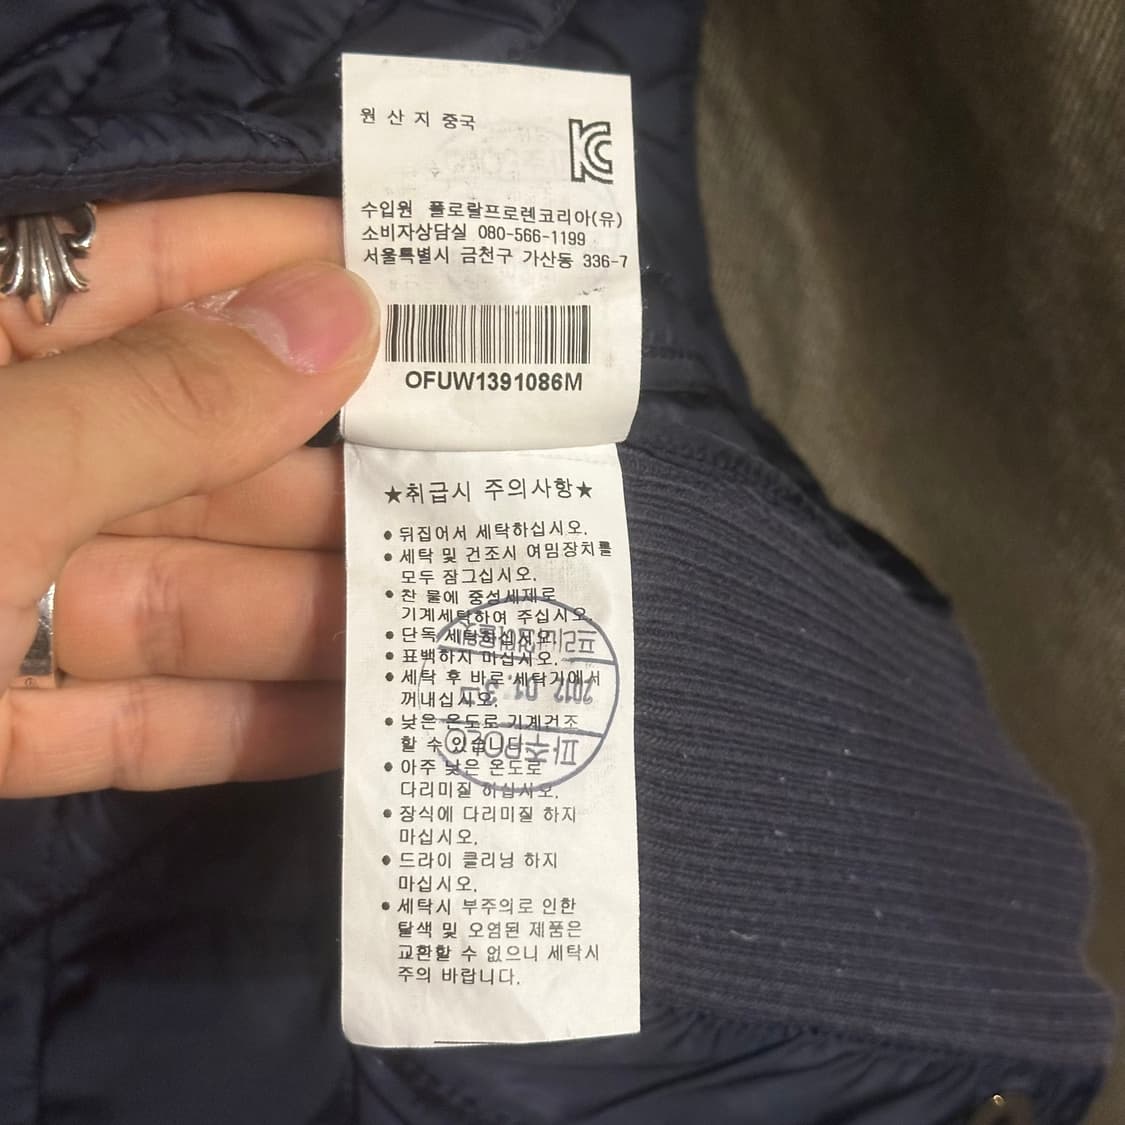 원 산 지 중국
KC
수입원 폴로랄프로렌코리아(유)
소비자상담실 080-566-1199
서울특별시 금천구 가산동 336-7
OFUW1391086M
★취급시 주의사항★
● 뒤집어서 세탁하십시오.
● 세탁 및 건조시 여밈장치를
모두 잠그십시오.
● 찬 물에 중성세제로
기계세탁하여 주십시오.
● 단독 세탁하십시오.
● 표백하지 마십시오.
● 세탁 후 바로 세탁기에서
꺼내십시오.
● 낮은 온도로 기계건조
할 수 있습니다.
● 아주 낮은 온도로
다리미질 하십시오.
● 장식에 다리미질 하지
마십시오.
● 드라이 클리닝 하지
마십시오.
● 세탁시 부주의로 인한
탈색 및 오염된 제품은
교환할 수 없으니 세탁시
주의 바랍니다.
파주POLO